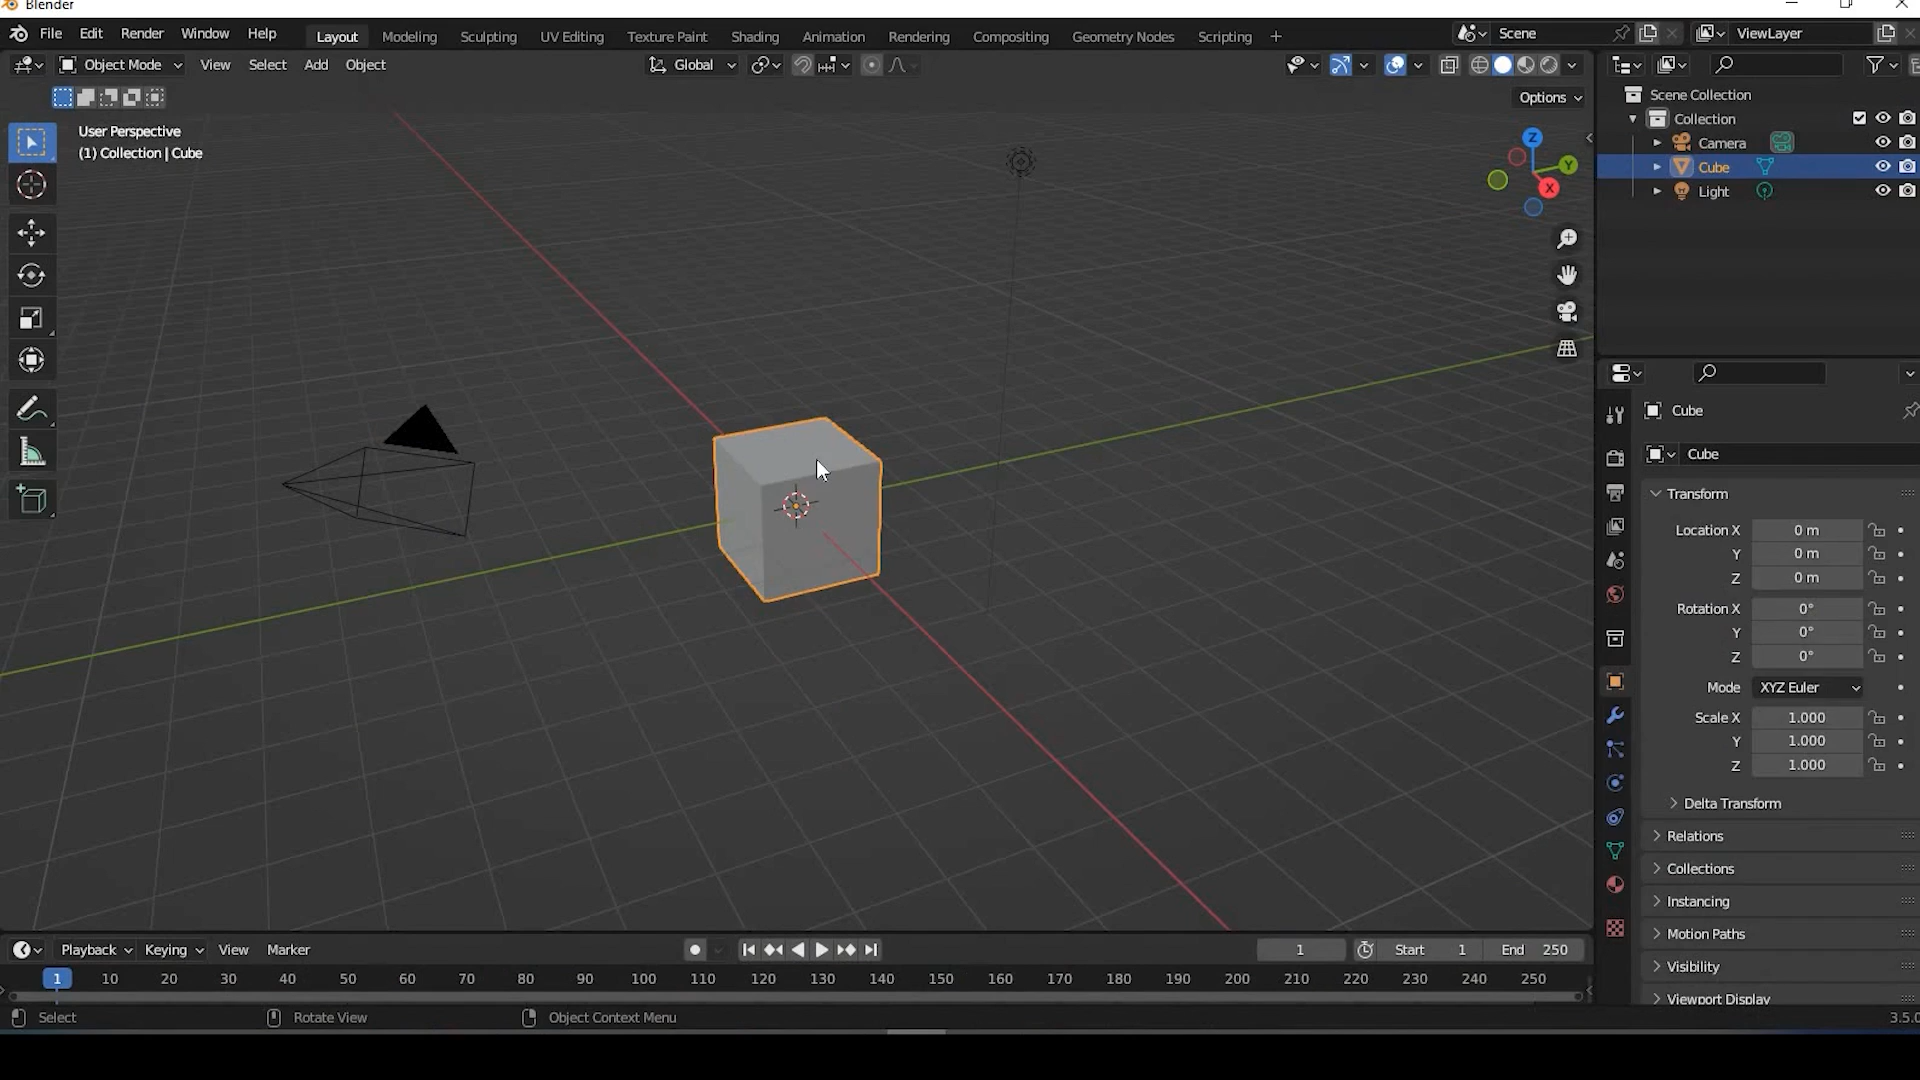 Blender
File Edit Render Window Help Layout Modeling Sculpting UV Editing Texture Paint Shading Animation Rendering Compositing Geometry Nodes Scripting + Scene ViewLayer
Object Mode View Select Add Object Global
Options
User Perspective
(1) Collection | Cube
Z
Y
X
Scene Collection
Collection
Camera
Cube
Light
Cube
Cube
Transform
Location X 0 m
Y 0 m
Z 0 m
Rotation X 0°
Y 0°
Z 0°
Mode XYZ Euler
Scale X 1.000
Y 1.000
Z 1.000
Delta Transform
Relations
Collections
Instancing
Motion Paths
Visibility
Viewport Display
Playback Keying View Marker 1 Start 1 End 250
1 10 20 30 40 50 60 70 80 90 100 110 120 130 140 150 160 170 180 190 200 210 220 230 240 250
Select Rotate View Object Context Menu 3.5.0